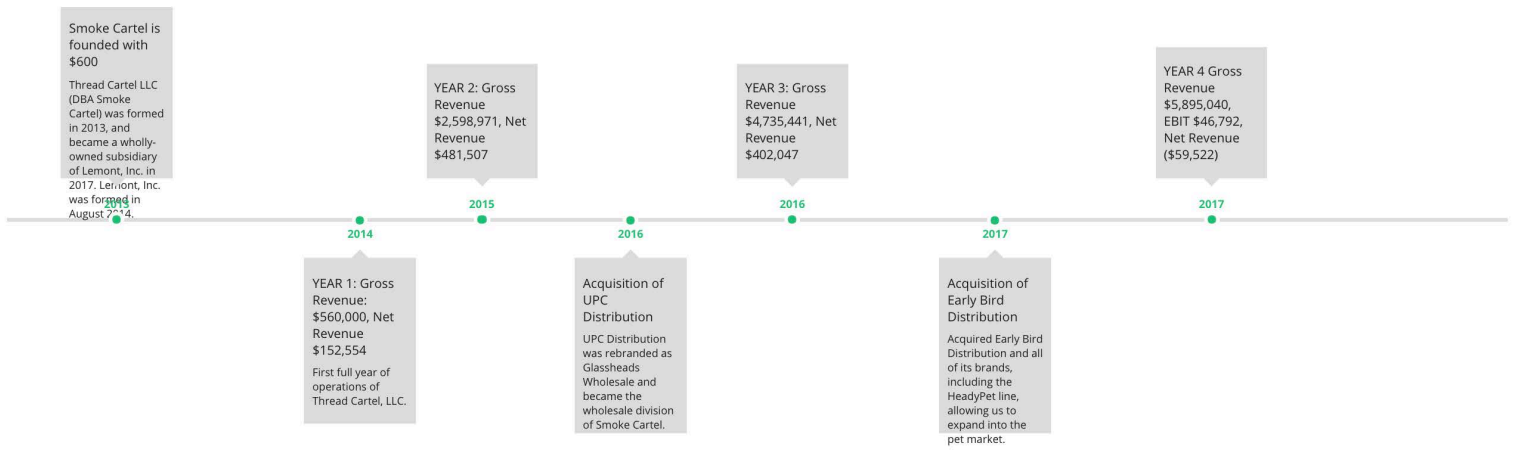 Smoke Cartel is
founded with
$600
Thread Cartel LLC
(DBA Smoke
Cartel) was formed
in 2013, and
became a wholly-
owned subsidiary
of Lemont, Inc. in
2017. Lemont, Inc.
was formed in
August 2014.
2013
2014
YEAR 1: Gross
Revenue:
$560,000, Net
Revenue
$152,554
First full year of
operations of
Thread Cartel, LLC.
YEAR 2: Gross
Revenue
$2,598,971, Net
Revenue
$481,507
2015
2016
Acquisition of
UPC
Distribution
UPC Distribution
was rebranded as
Glassheads
Wholesale and
became the
wholesale division
of Smoke Cartel.
YEAR 3: Gross
Revenue
$4,735,441, Net
Revenue
$402,047
2016
2017
Acquisition of
Early Bird
Distribution
Acquired Early Bird
Distribution and all
of its brands,
including the
HeadyPet line,
allowing us to
expand into the
pet market.
YEAR 4 Gross
Revenue
$5,895,040,
EBIT $46,792,
Net Revenue
($59,522)
2017